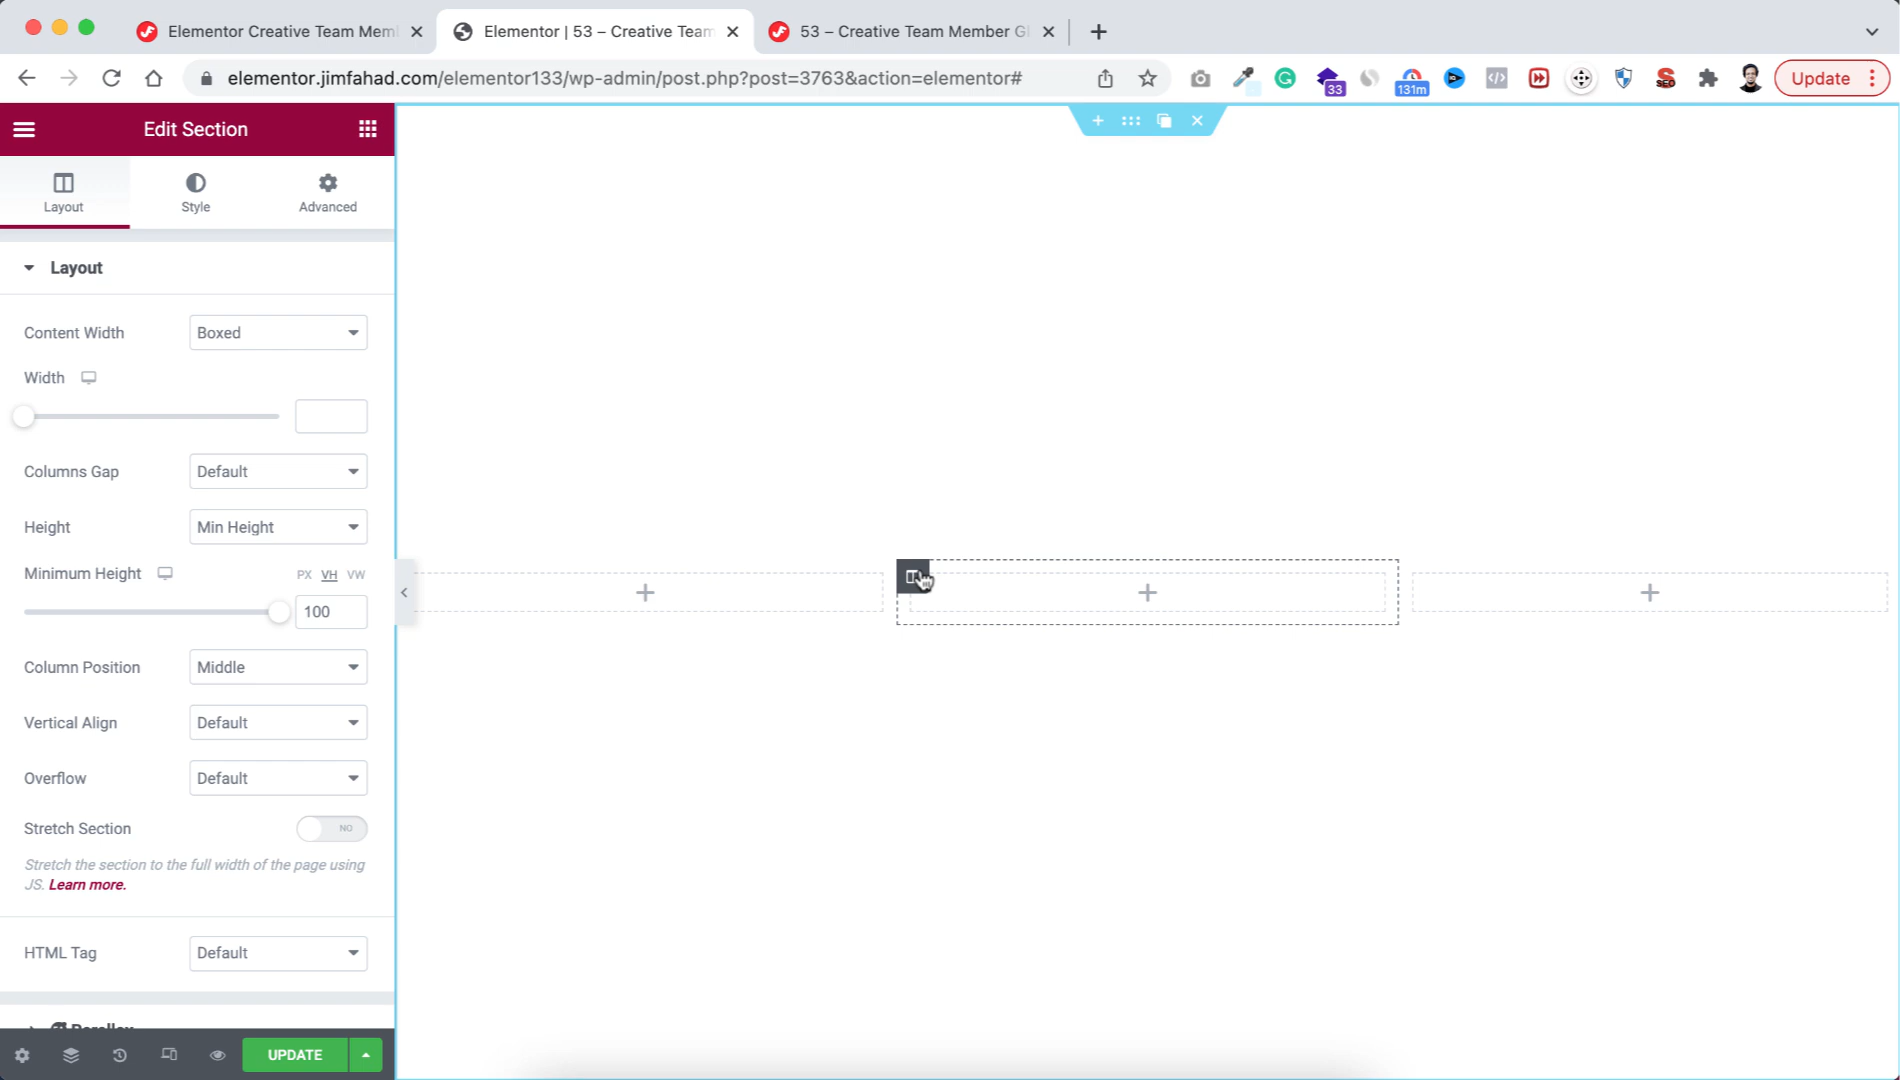 Elementor Creative Team Mem
Elementor | 53 – Creative Team
53 – Creative Team Member G
elementor.jimfahad.com/elementor133/wp-admin/post.php?post=3763&action=elementor#
33
131m
SEO
Update
Edit Section
Layout
Style
Advanced
Layout
Content Width
Boxed
Width
Columns Gap
Default
Height
Min Height
Minimum Height
PX VH VW
100
Column Position
Middle
Vertical Align
Default
Overflow
Default
Stretch Section
NO
Stretch the section to the full width of the page using
JS. Learn more.
HTML Tag
Default
Parallax
UPDATE